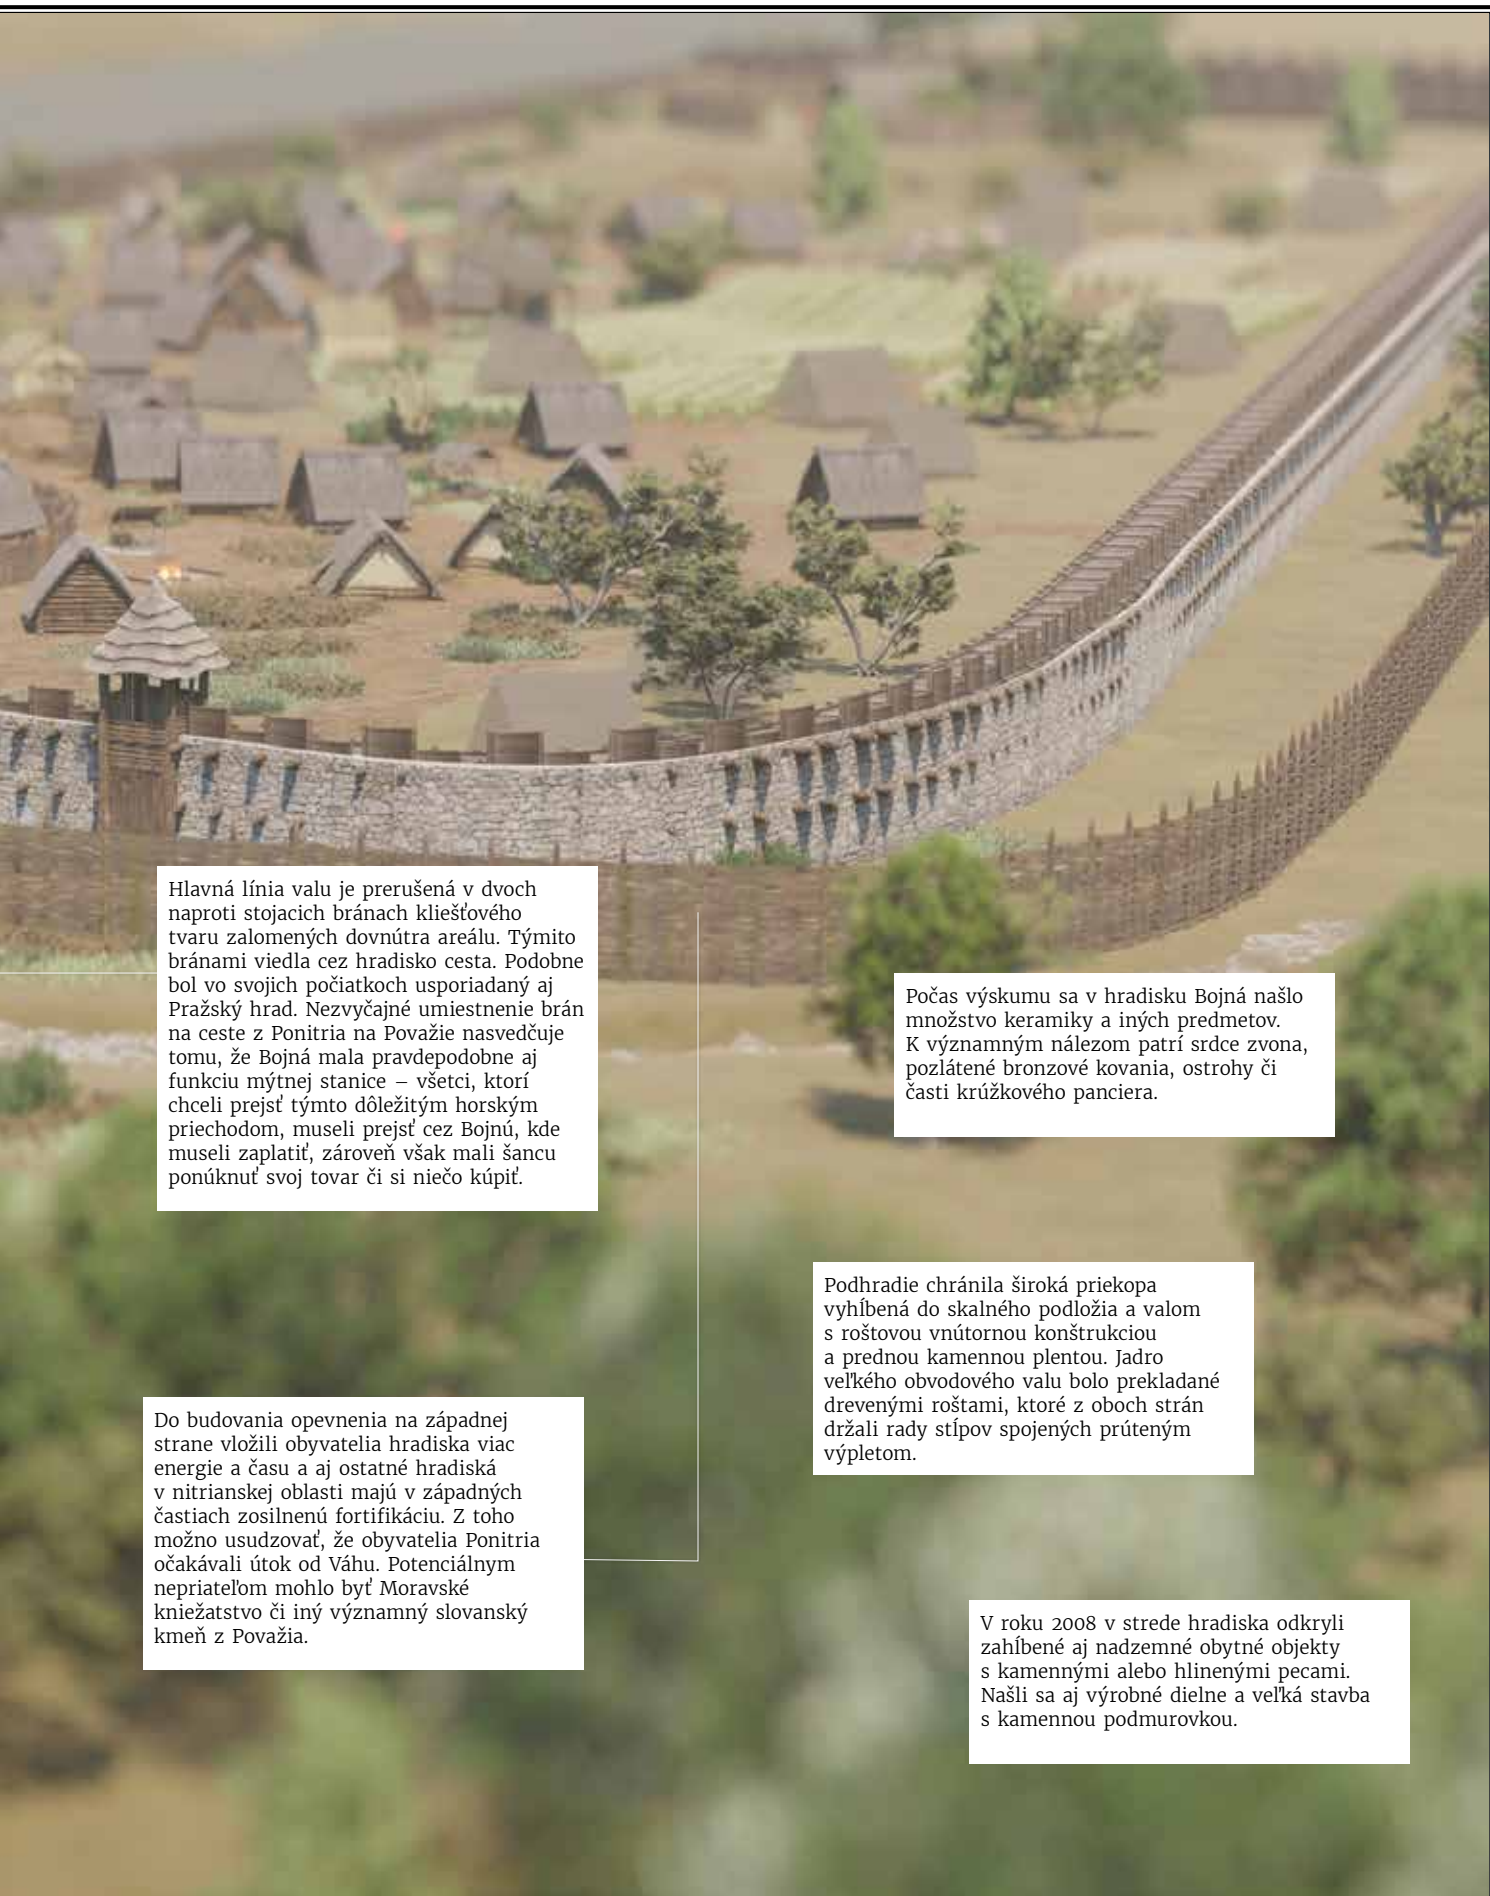 Hlavná línia valu je prerušená v dvoch
naproti stojacich bránach kliešťového
tvaru zalomených dovnútra areálu. Týmito
bránami viedla cez hradisko cesta. Podobne
bol vo svojich počiatkoch usporiadaný aj
Pražský hrad. Nezvyčajné umiestnenie brán
na ceste z Ponitria na Považie nasvedčuje
tomu, že Bojná mala pravdepodobne aj
funkciu mýtnej stanice – všetci, ktorí
chceli prejsť týmto dôležitým horským
priechodom, museli prejsť cez Bojnú, kde
museli zaplatiť, zároveň však mali šancu
ponúknuť svoj tovar či si niečo kúpiť.
Počas výskumu sa v hradisku Bojná našlo
množstvo keramiky a iných predmetov.
K významným nálezom patrí srdce zvona,
pozlátené bronzové kovania, ostrohy či
časti krúžkového panciera.
Podhradie chránila široká priekopa
vyhĺbená do skalného podložia a valom
s roštovou vnútornou konštrukciou
a prednou kamennou plentou. Jadro
veľkého obvodového valu bolo prekladané
drevenými roštami, ktoré z oboch strán
držali rady stĺpov spojených prúteným
výpletom.
Do budovania opevnenia na západnej
strane vložili obyvatelia hradiska viac
energie a času a aj ostatné hradiská
v nitrianskej oblasti majú v západných
častiach zosilnenú fortifikáciu. Z toho
možno usudzovať, že obyvatelia Ponitria
očakávali útok od Váhu. Potenciálnym
nepriateľom mohlo byť Moravské
kniežatstvo či iný významný slovanský
kmeň z Považia.
V roku 2008 v strede hradiska odkryli
zahĺbené aj nadzemné obytné objekty
s kamennými alebo hlinenými pecami.
Našli sa aj výrobné dielne a veľká stavba
s kamennou podmurovkou.